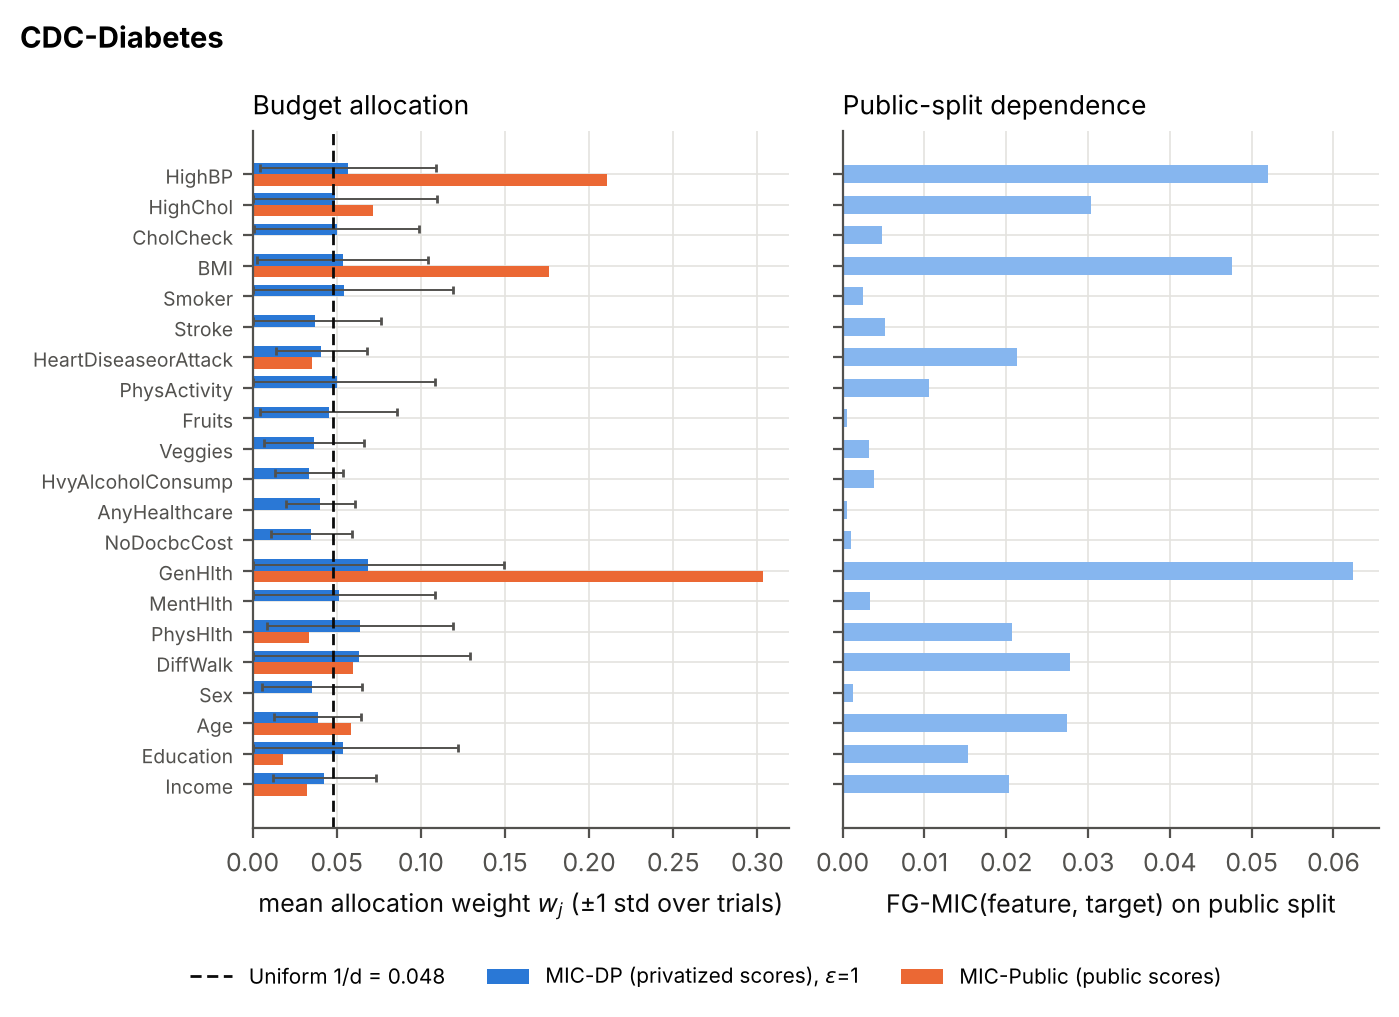 CDC-Diabetes
Budget allocation
Public-split dependence
HighBP
HighChol
CholCheck
BMI
Smoker
Stroke
HeartDiseaseorAttack
PhysActivity
Fruits
Veggies
HvyAlcoholConsump
AnyHealthcare
NoDocbcCost
GenHlth
MentHlth
PhysHlth
DiffWalk
Sex
Age
Education
Income
0.00 0.05 0.10 0.15 0.20 0.25 0.30
0.00 0.01 0.02 0.03 0.04 0.05 0.06
mean allocation weight wⱼ (±1 std over trials)
FG-MIC(feature, target) on public split
Uniform 1/d = 0.048
MIC-DP (privatized scores), ε=1
MIC-Public (public scores)